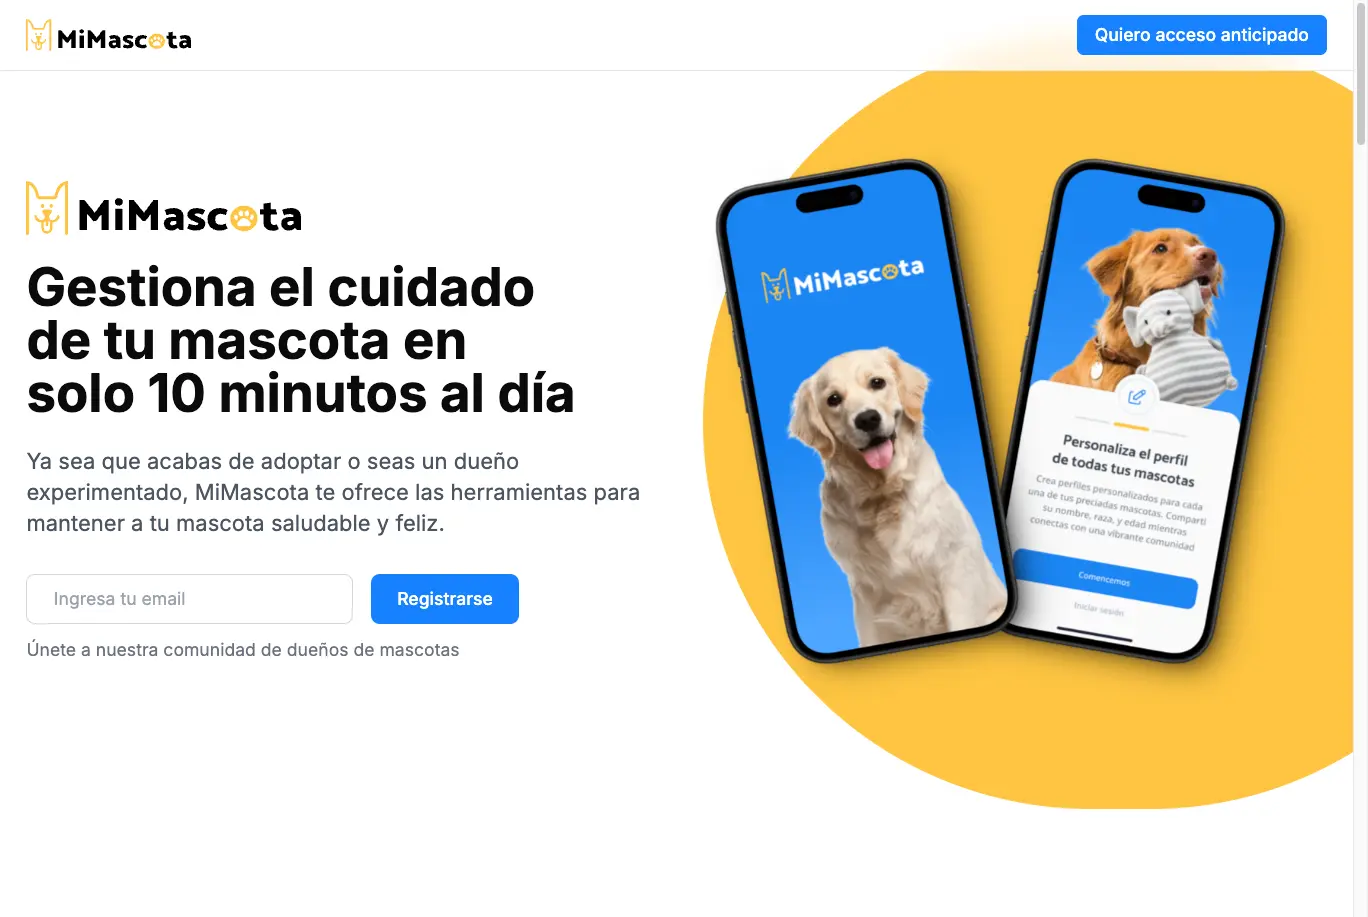 MiMascota
Quiero acceso anticipado
MiMascota
Gestiona el cuidado
de tu mascota en
solo 10 minutos al día
Ya sea que acabas de adoptar o seas un dueño
experimentado, MiMascota te ofrece las herramientas para
mantener a tu mascota saludable y feliz.
Ingresa tu email
Registrarse
Únete a nuestra comunidad de dueños de mascotas
MiMascota
Personaliza el perfil
de todas tus mascotas
Crea perfiles personalizados para cada
una de tus preciadas mascotas. Compartí
su nombre, raza, y edad mientras
conectas con una vibrante comunidad
Comencemos
Iniciar sesión